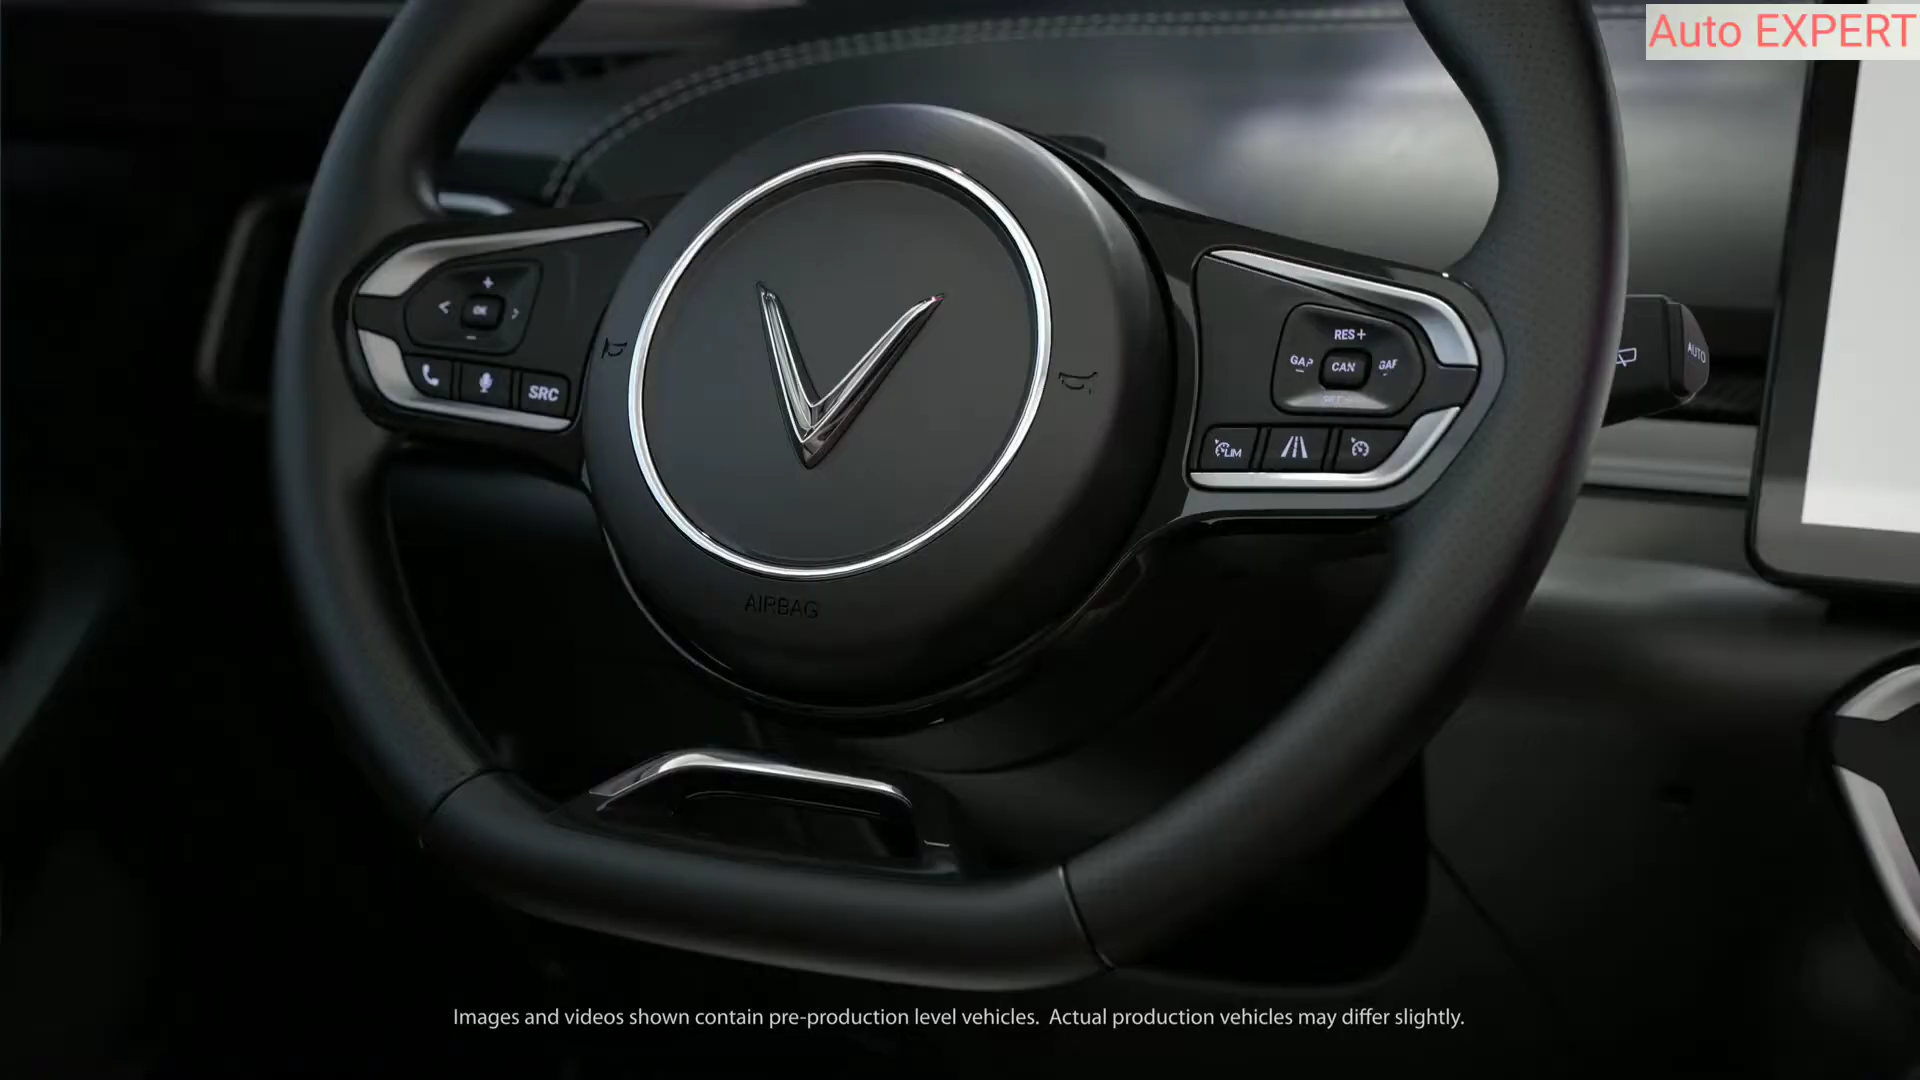 Auto EXPERT
+
< OK >
-
SRC
RES +
GAP CAN GAP
LIM
AUTO
AIRBAG
Images and videos shown contain pre-production level vehicles. Actual production vehicles may differ slightly.